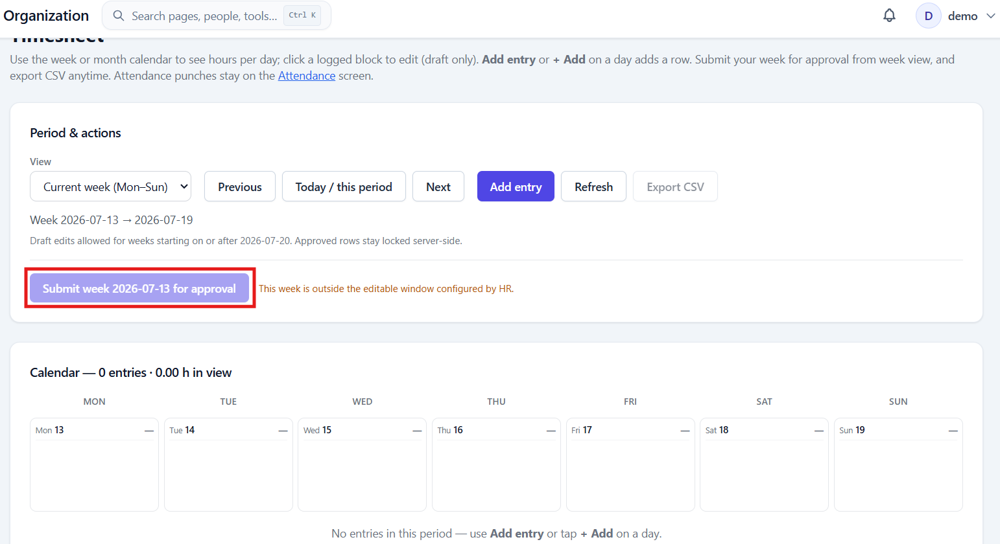 Organization
Search pages, people, tools...
Ctrl K
D
demo
Timesheet
Use the week or month calendar to see hours per day; click a logged block to edit (draft only). Add entry or + Add on a day adds a row. Submit your week for approval from week view, and
export CSV anytime. Attendance punches stay on the Attendance screen.
Period & actions
View
Current week (Mon–Sun)
Previous
Today / this period
Next
Add entry
Refresh
Export CSV
Week 2026-07-13 → 2026-07-19
Draft edits allowed for weeks starting on or after 2026-07-20. Approved rows stay locked server-side.
Submit week 2026-07-13 for approval
This week is outside the editable window configured by HR.
Calendar — 0 entries · 0.00 h in view
MON
TUE
WED
THU
FRI
SAT
SUN
Mon 13 —
Tue 14 —
Wed 15 —
Thu 16 —
Fri 17 —
Sat 18 —
Sun 19 —
No entries in this period — use Add entry or tap + Add on a day.